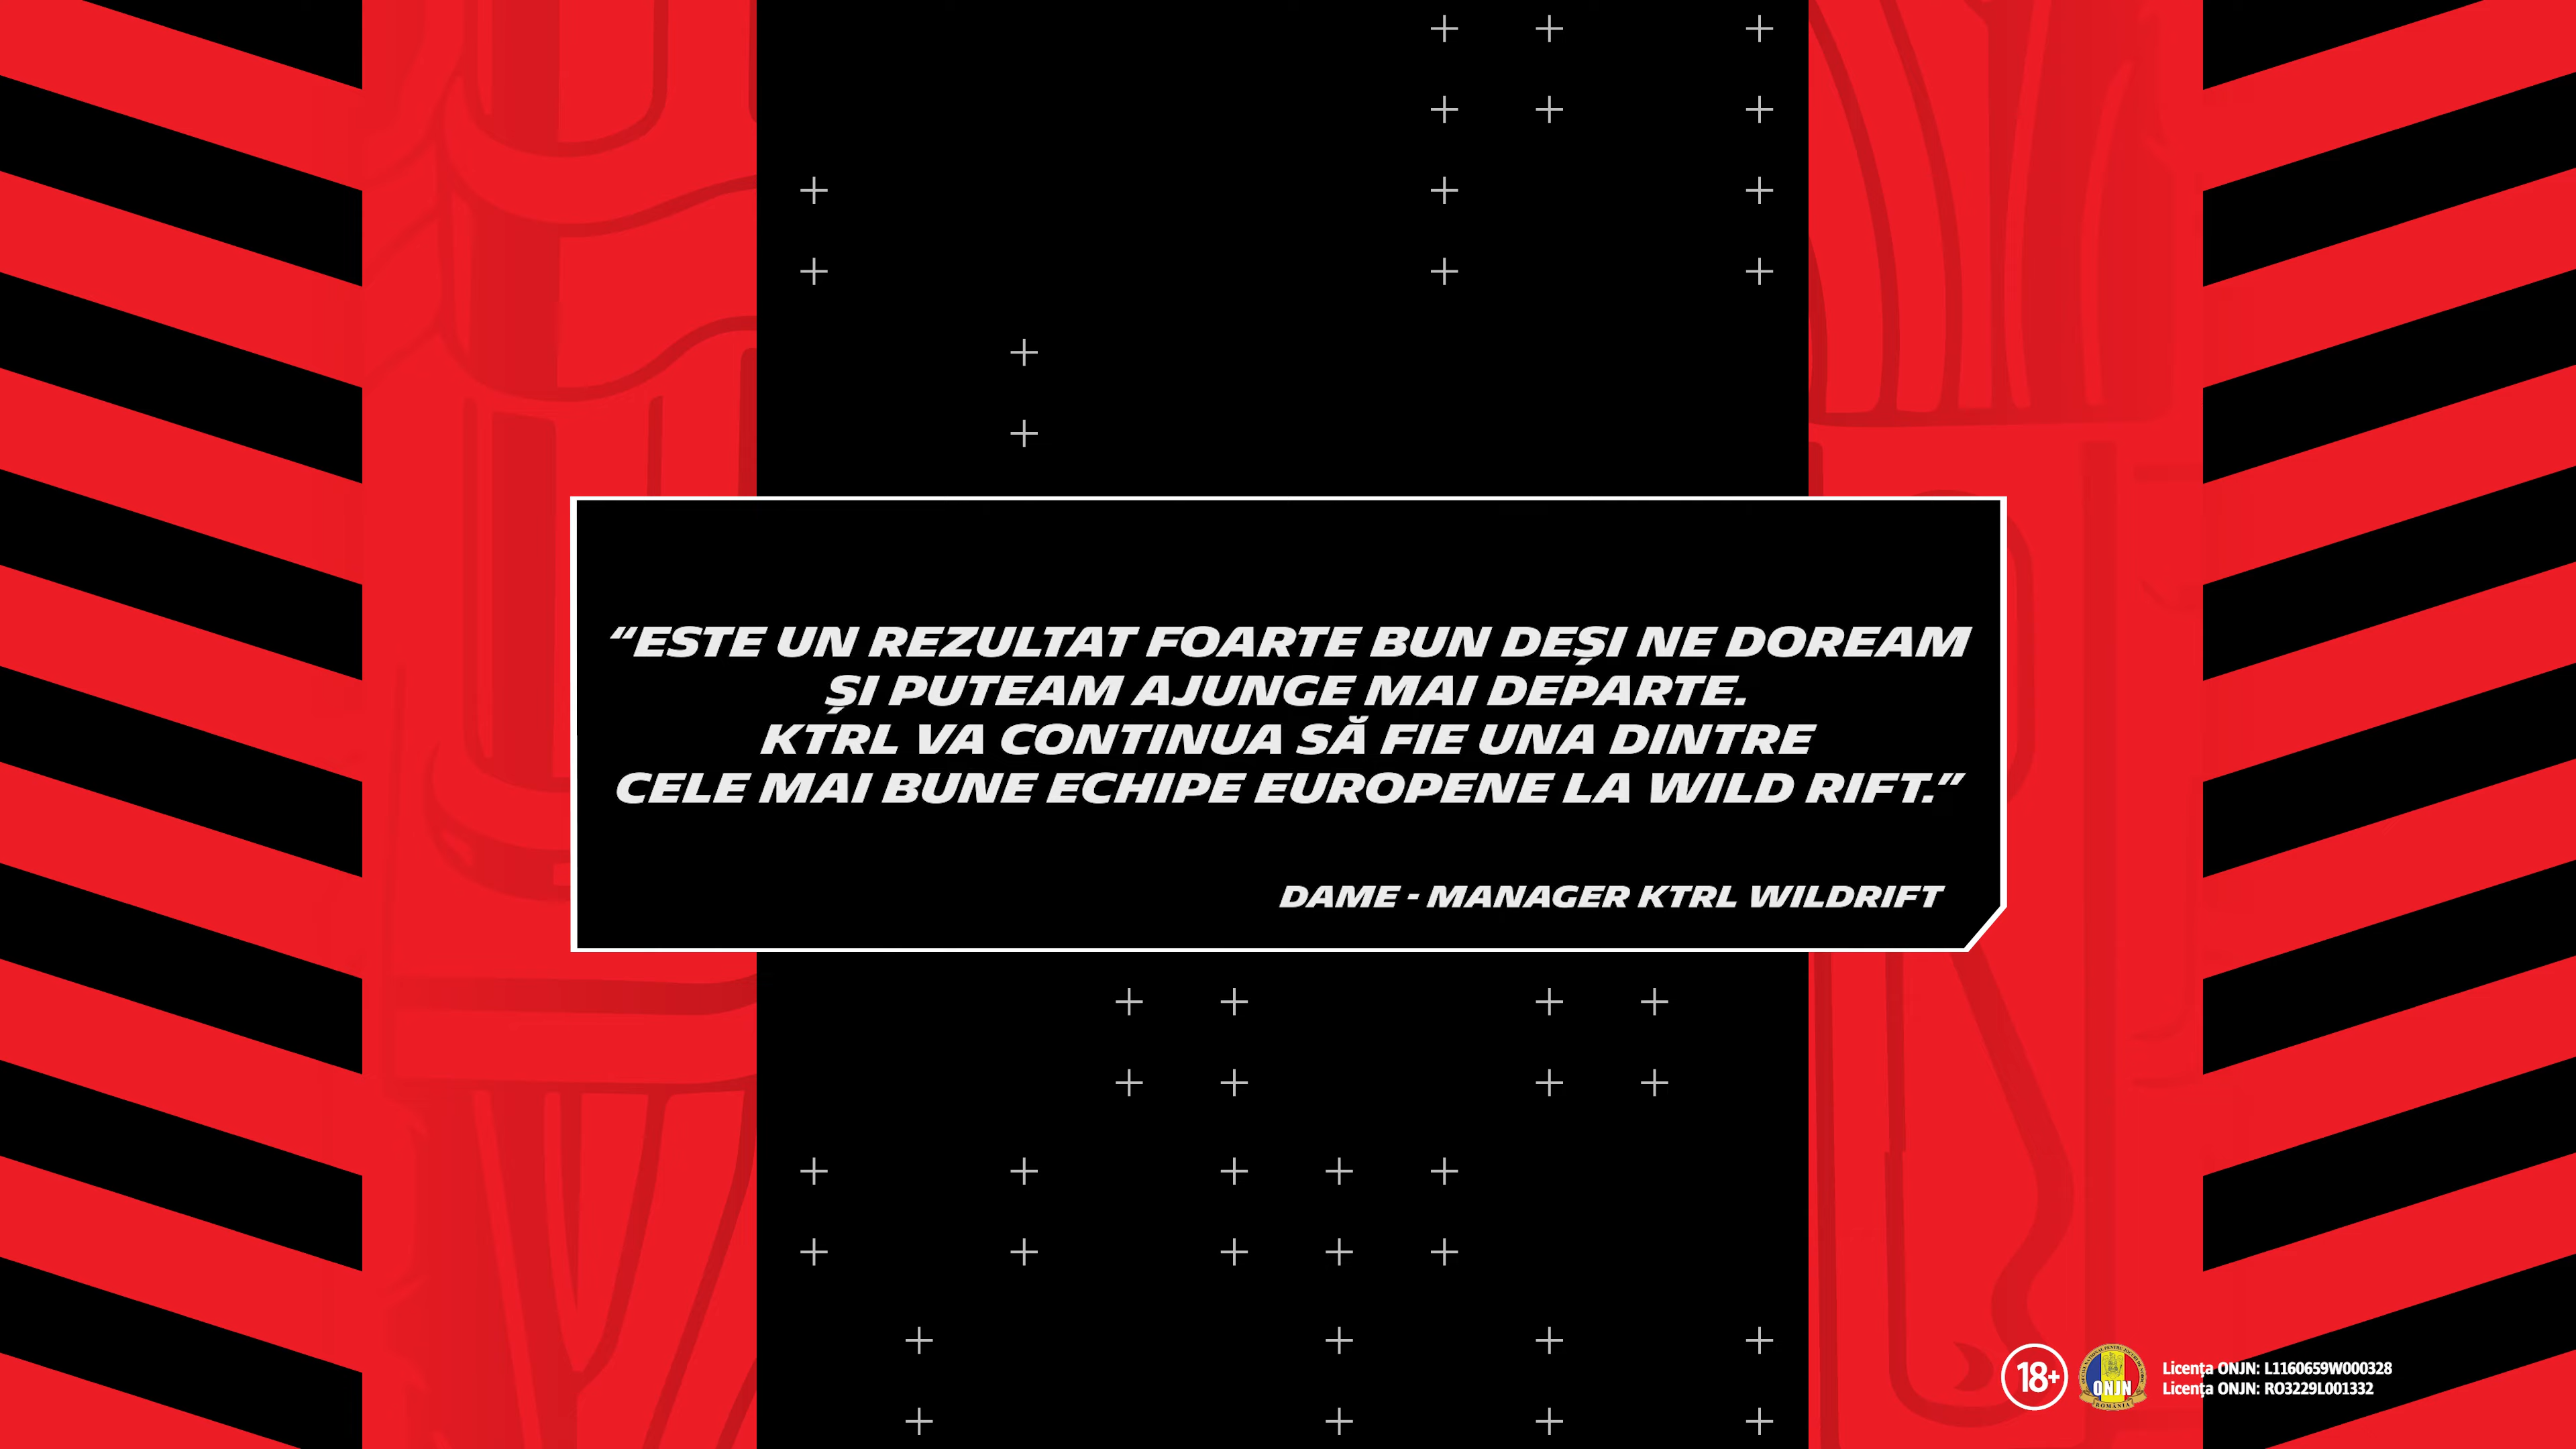 “ESTE UN REZULTAT FOARTE BUN DEȘI NE DOREAM
ȘI PUTEAM AJUNGE MAI DEPARTE.
KTRL VA CONTINUA SĂ FIE UNA DINTRE
CELE MAI BUNE ECHIPE EUROPENE LA WILD RIFT.”
DAME - MANAGER KTRL WILDRIFT
18+
ONJN
ROMÂNIA
Licența ONJN: L1160659W000328
Licența ONJN: RO3229L001332